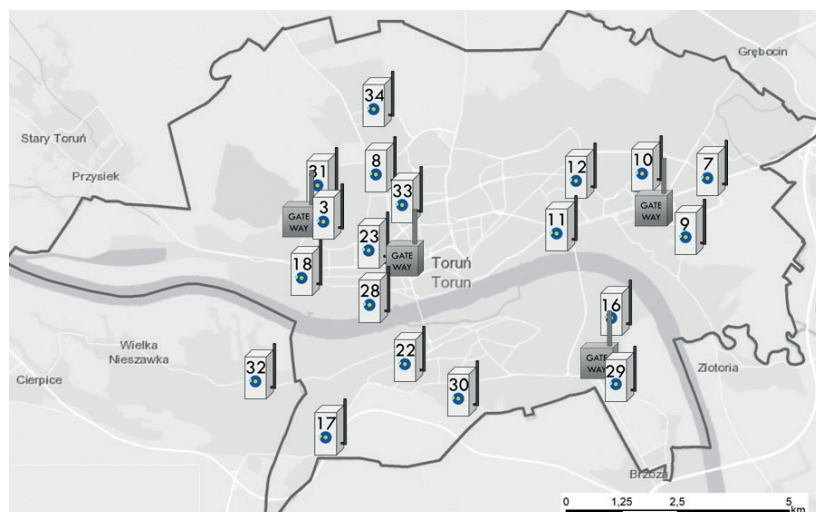 Grębocin
34
Stary Toruń
Przysiek
31
8
33
12
10
7
GATE
WAY
3
GATE
WAY
11
9
23
18
GATE
WAY
Toruń
Torun
28
16
Wielka
Nieszawka
Cierpice
32
22
30
GATE
WAY
29
Złotoria
17
Brzoza
0
1,25
2,5
5
km